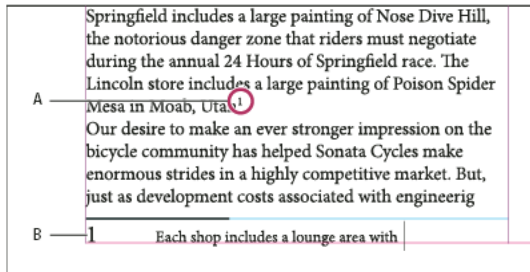 Springfield includes a large painting of Nose Dive Hill,
the notorious danger zone that riders must negotiate
during the annual 24 Hours of Springfield race. The
Lincoln store includes a large painting of Poison Spider
A Mesa in Moab, Utah¹
Our desire to make an ever stronger impression on the
bicycle community has helped Sonata Cycles make
enormous strides in a highly competitive market. But,
just as development costs associated with engineerig
B 1 Each shop includes a lounge area with